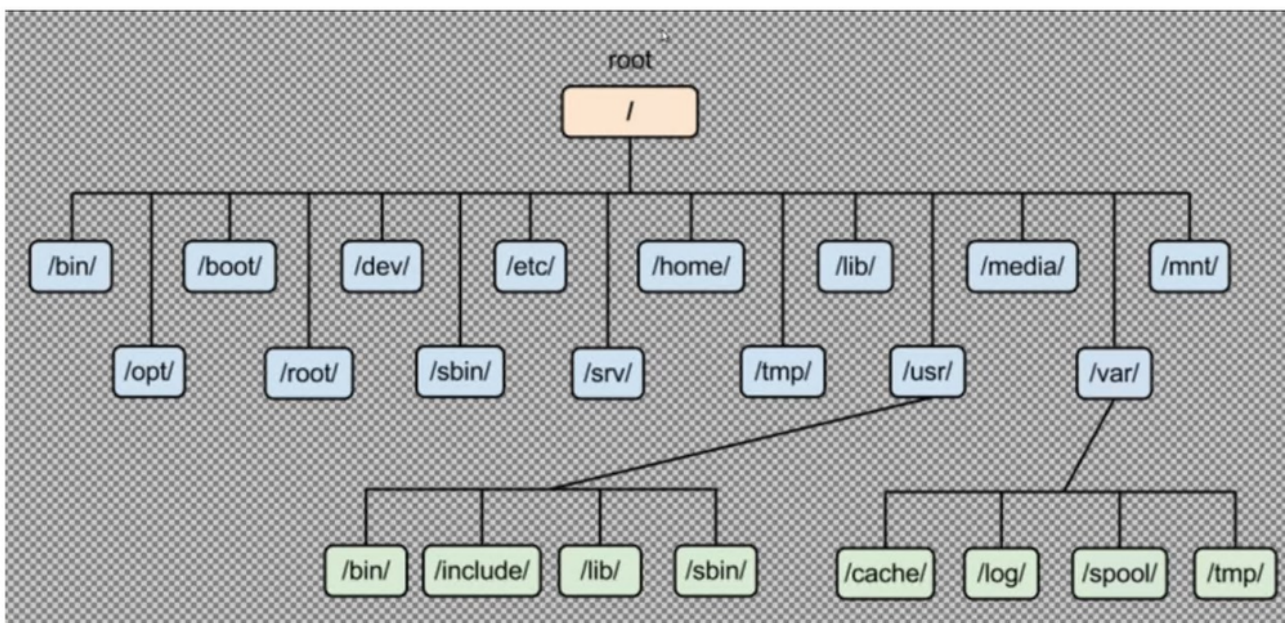 root
/
/bin/
/boot/
/dev/
/etc/
/home/
/lib/
/media/
/mnt/
/opt/
/root/
/sbin/
/srv/
/tmp/
/usr/
/var/
/bin/
/include/
/lib/
/sbin/
/cache/
/log/
/spool/
/tmp/